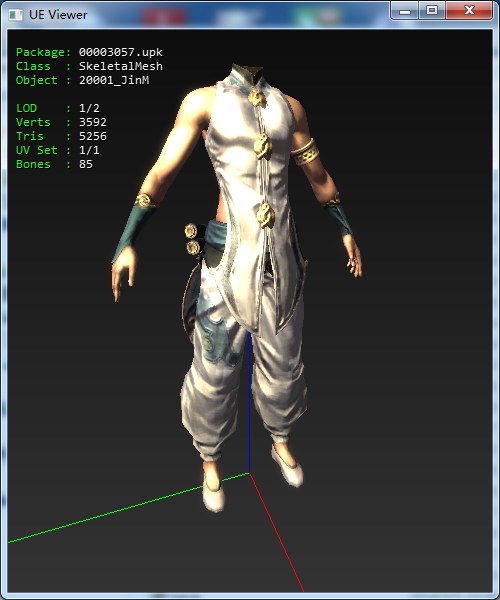 UE Viewer
Package: 00003057.upk
Class  : SkeletalMesh
Object : 20001_JinM
LOD    : 1/2
Verts  : 3592
Tris   : 5256
UV Set : 1/1
Bones  : 85